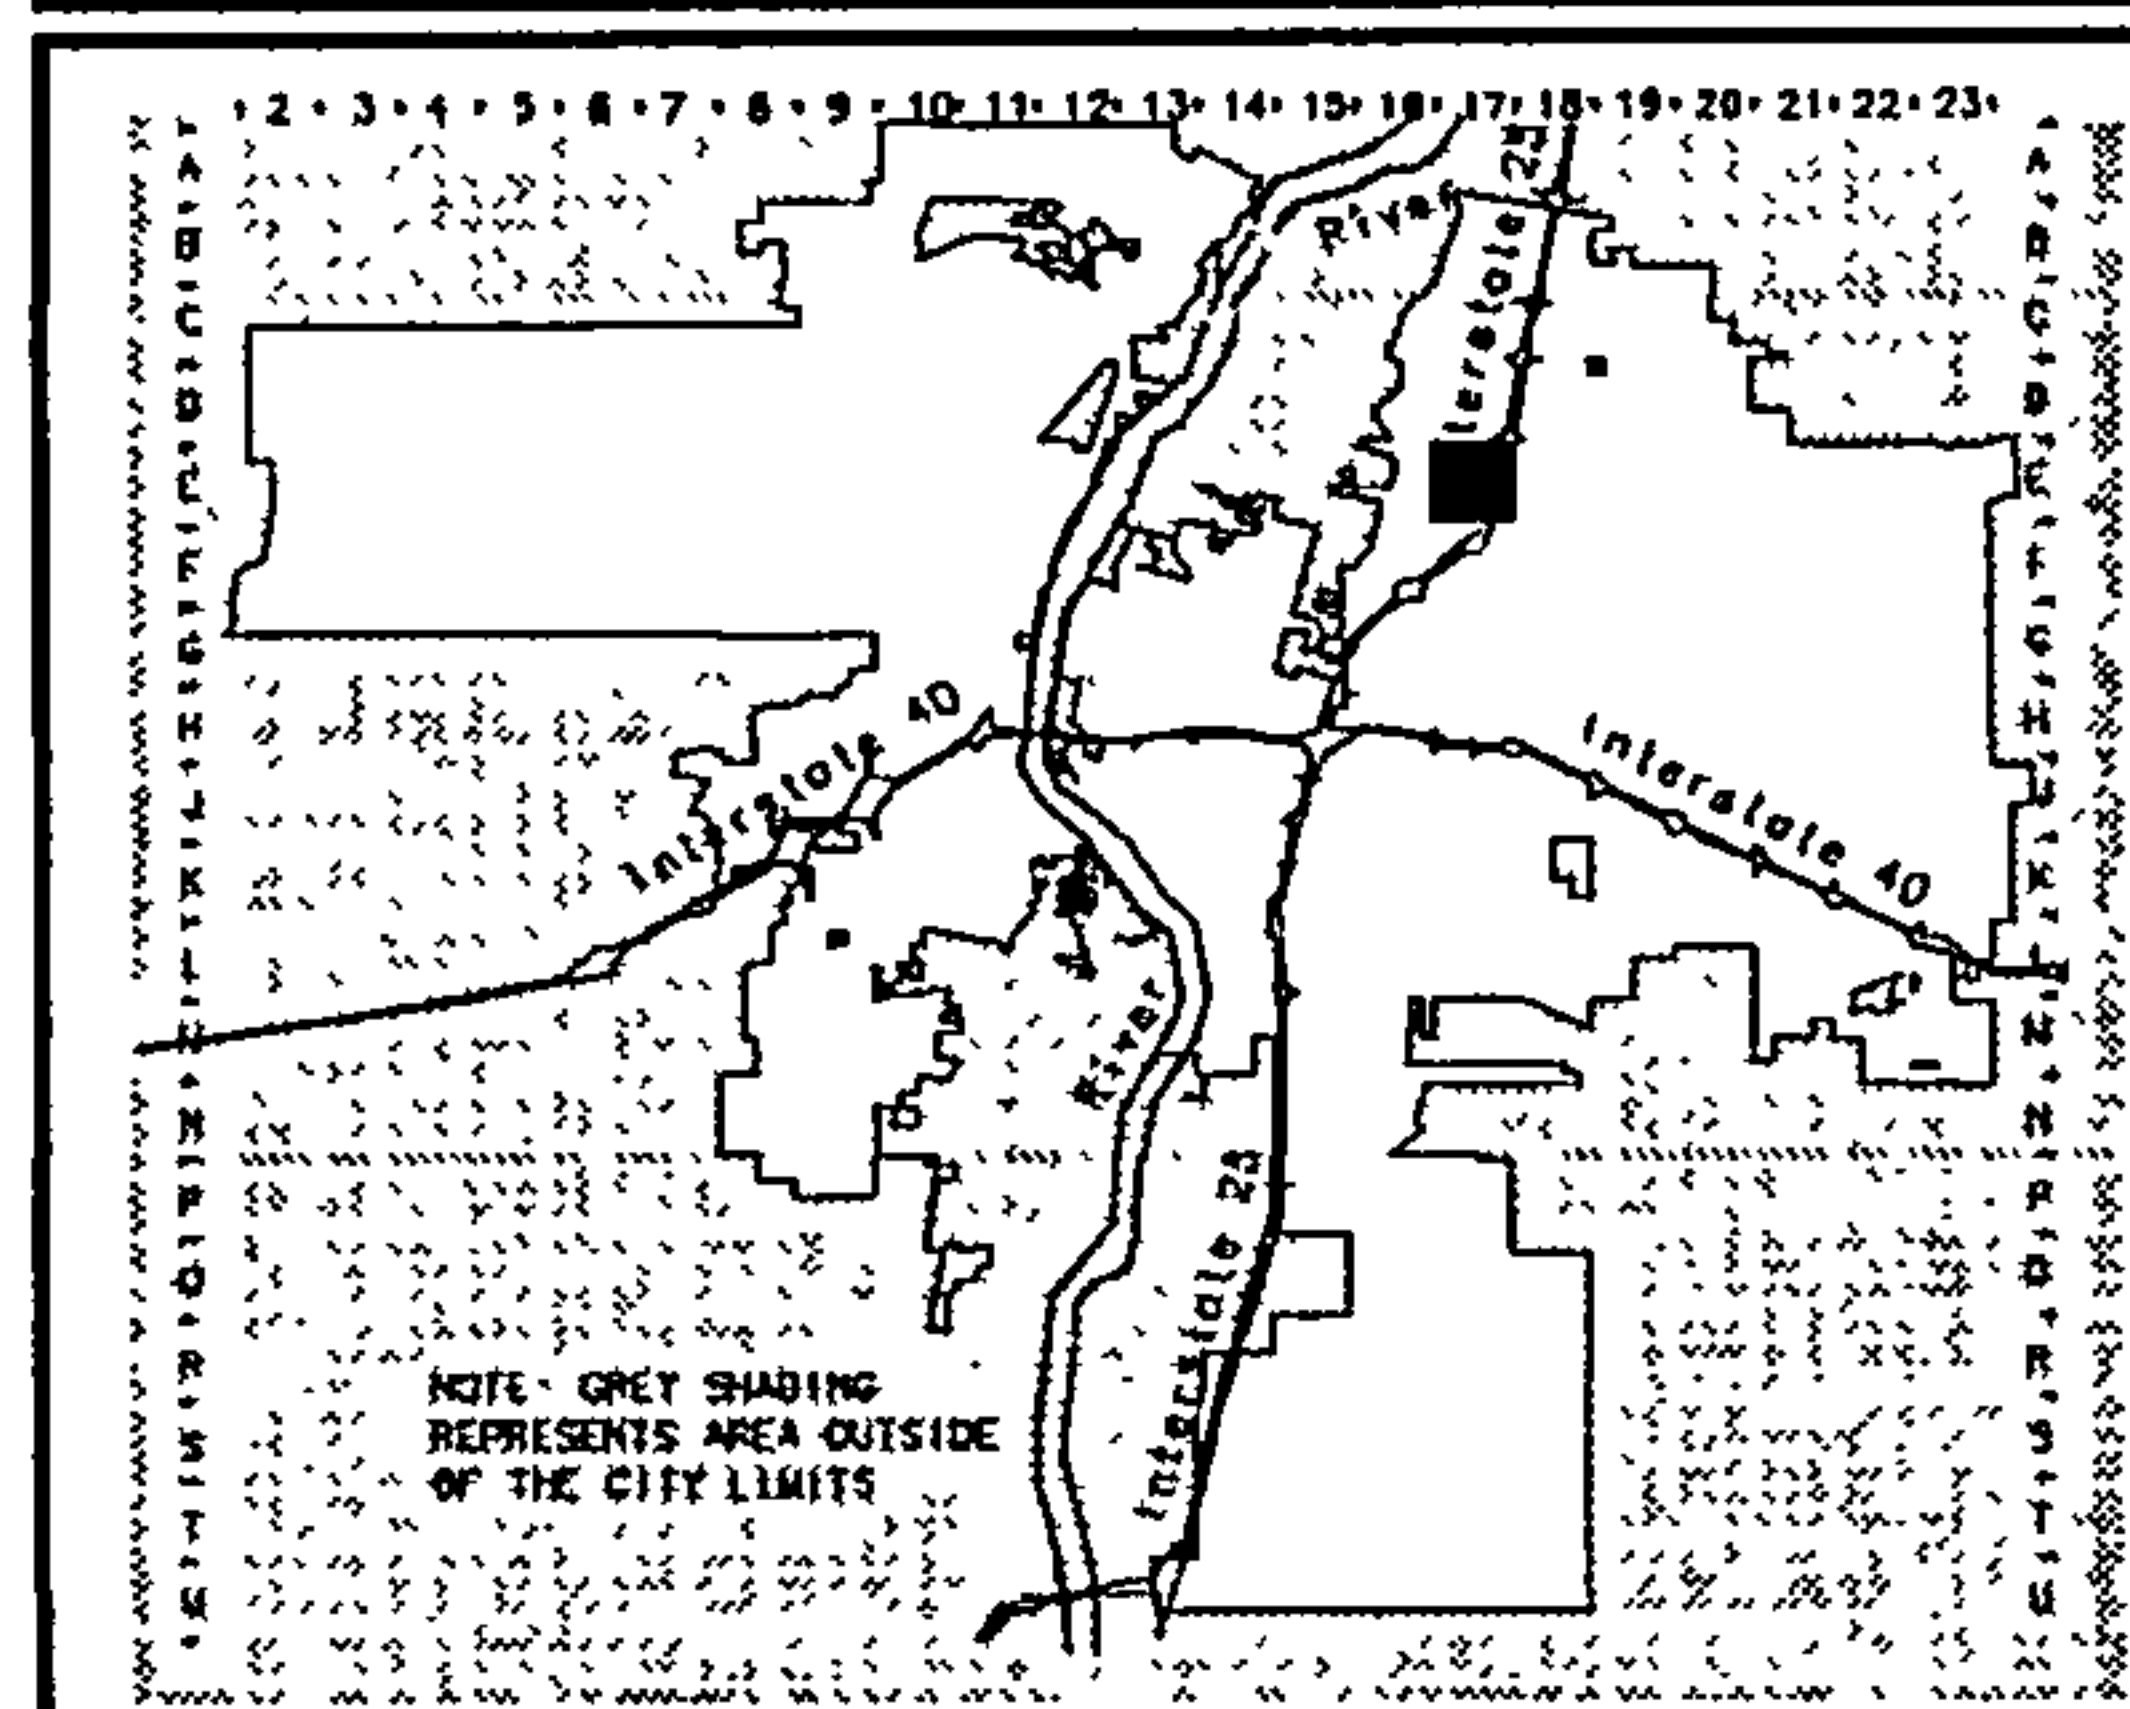 2 3 4 5 6 7 8 9 10 11 12 13 14 15 16 17 18 19 20 21 22 23
A
B
C
D
E
F
G
H
J
K
L
M
N
P
Q
R
S
T
U
River
Interstate 25
Interstate 40
Interstate 40
River
Interstate 25
NOTE- GREY SHADING
REPRESENTS AREA OUTSIDE
OF THE CITY LIMITS
A
B
C
D
E
F
G
H
J
K
L
M
N
P
Q
R
S
T
U